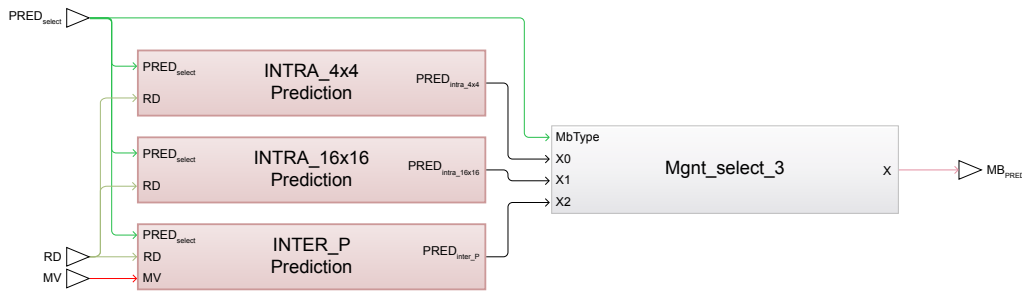 PREDselect
PREDselect
INTRA_4x4
Prediction
PREDintra_4x4
RD
PREDselect
INTRA_16x16
Prediction
PREDintra_16x16
RD
MbType
X0
X1
X2
Mgnt_select_3
X
MBPRED
PREDselect
INTER_P
Prediction
PREDinter_P
RD
RD
MV
MV